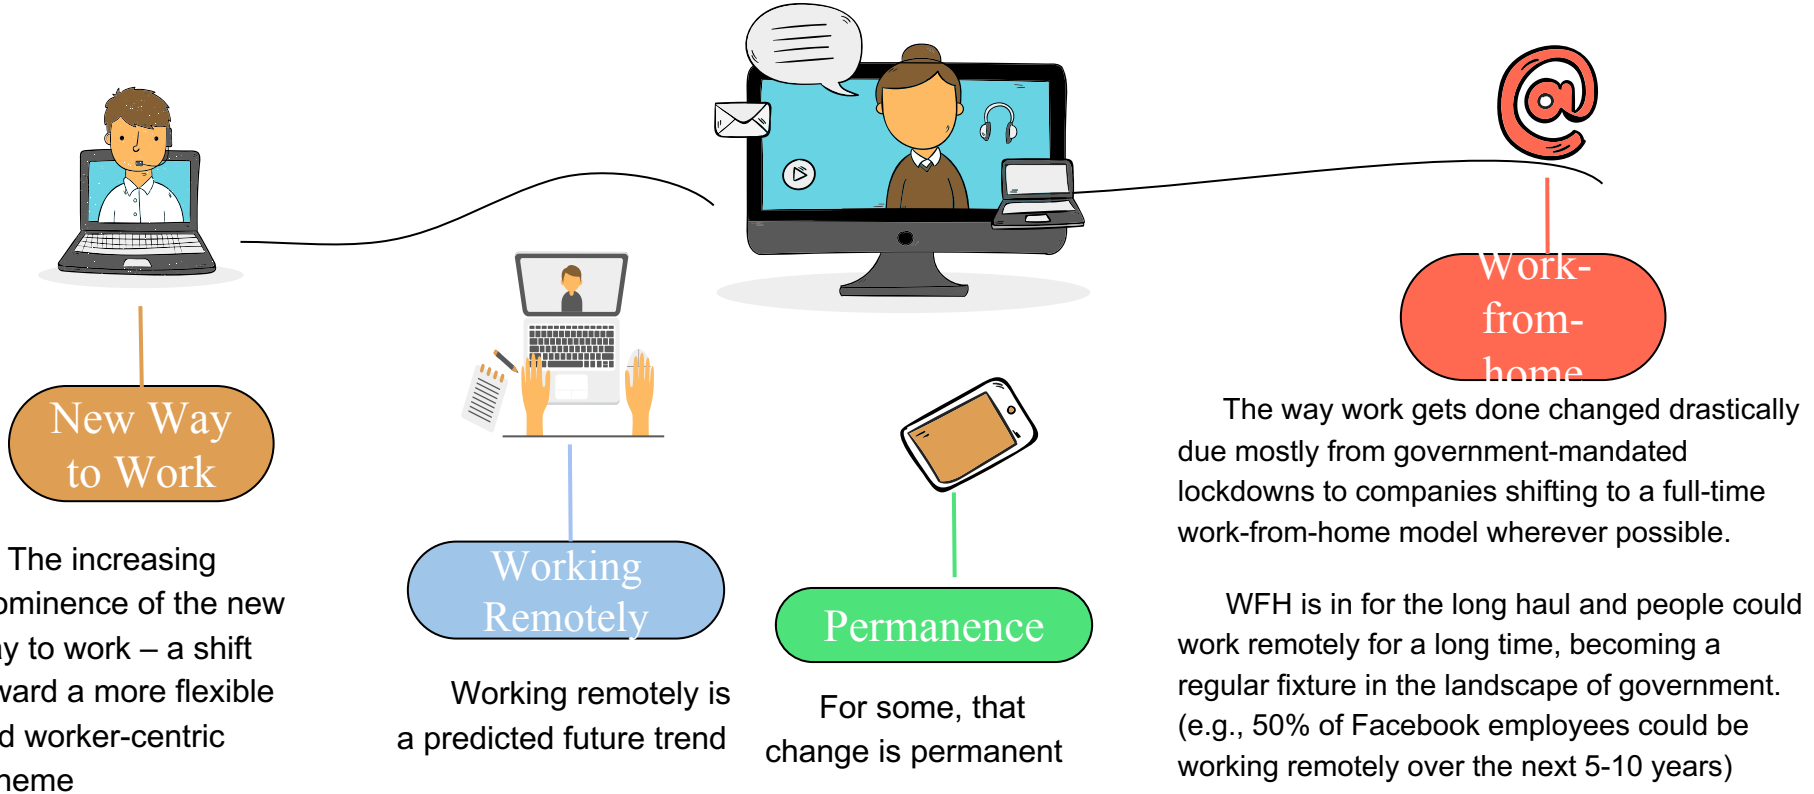 New Way
to Work
The increasing
ominence of the new
y to work – a shift
ward a more flexible
d worker-centric
heme
Working
Remotely
Working remotely is
a predicted future trend
Permanence
For some, that
change is permanent
Work-
from-
home
The way work gets done changed drastically
due mostly from government-mandated
lockdowns to companies shifting to a full-time
work-from-home model wherever possible.
WFH is in for the long haul and people could
work remotely for a long time, becoming a
regular fixture in the landscape of government.
(e.g., 50% of Facebook employees could be
working remotely over the next 5-10 years)